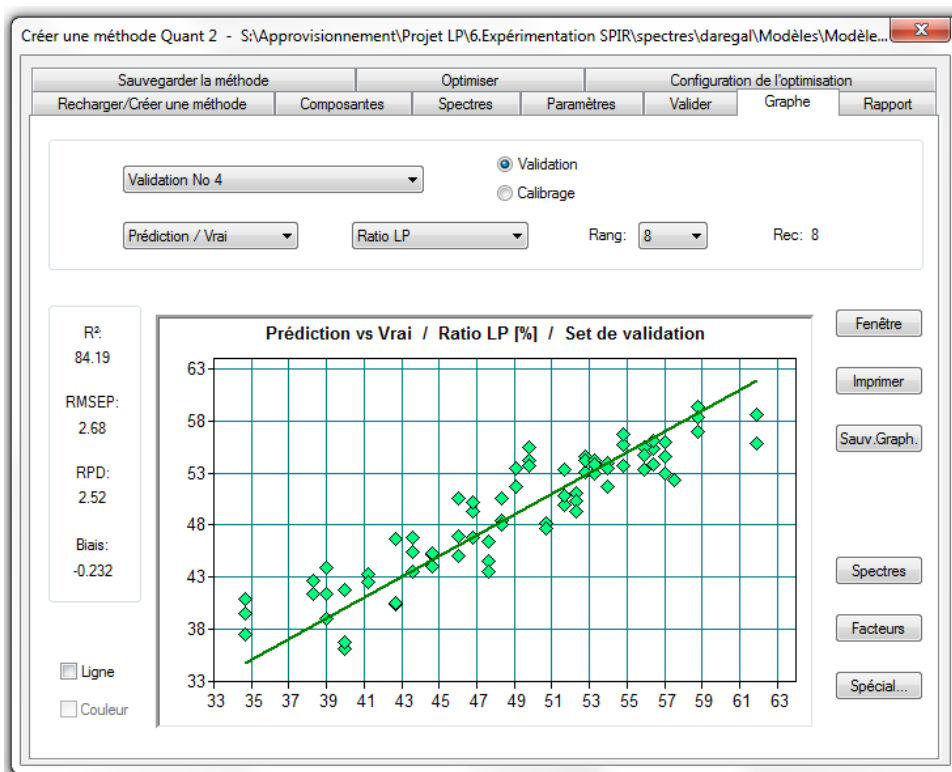 Créer une méthode Quant 2 - S:\Approvisionnement\Projet LP\6.Expérimentation SPIR\spectres\daregal\Modèles\Modèle...
Sauvegarder la méthode Optimiser Configuration de l'optimisation
Recharger/Créer une méthode Composantes Spectres Paramètres Valider Graphe Rapport
Validation No 4
Validation
Calibrage
Prédiction / Vrai Ratio LP Rang: 8 Rec: 8
R²:
84.19
RMSEP:
2.68
RPD:
2.52
Biais:
-0.232
Ligne
Couleur
Prédiction vs Vrai / Ratio LP [%] / Set de validation
63
58
53
48
43
38
33
33 35 37 39 41 43 45 47 49 51 53 55 57 59 61 63
Fenêtre
Imprimer
Sauv.Graph.
Spectres
Facteurs
Spécial...